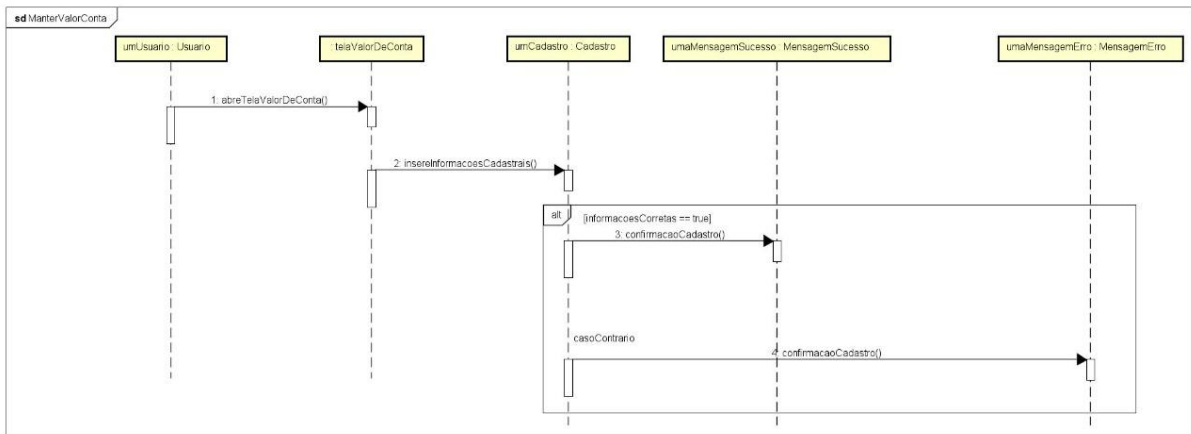 sd ManterValorConta
umUsuario : Usuario
: telaValorDeConta
umCadastro : Cadastro
umaMensagemSucesso : MensagemSucesso
umaMensagemErro : MensagemErro
1: abreTelaValorDeConta()
2: insereInformacoesCadastrais()
alt
[informacoesCorretas == true]
3: confirmacaoCadastro()
casoContrario
4: confirmacaoCadastro()